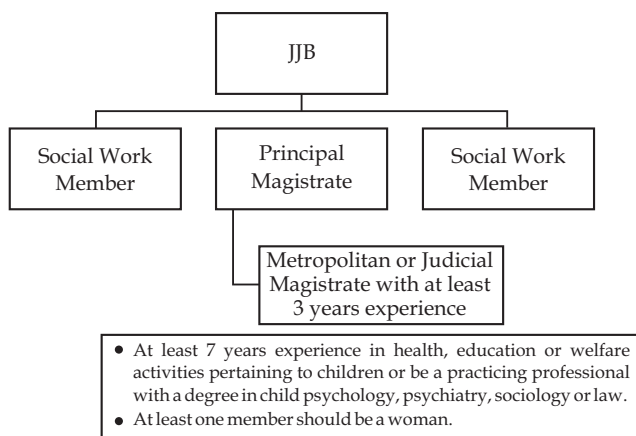 JJB
Social Work
Member
Principal
Magistrate
Social Work
Member
Metropolitan or Judicial
Magistrate with at least
3 years experience
• At least 7 years experience in health, education or welfare
activities pertaining to children or be a practicing professional
with a degree in child psychology, psychiatry, sociology or law.
• At least one member should be a woman.